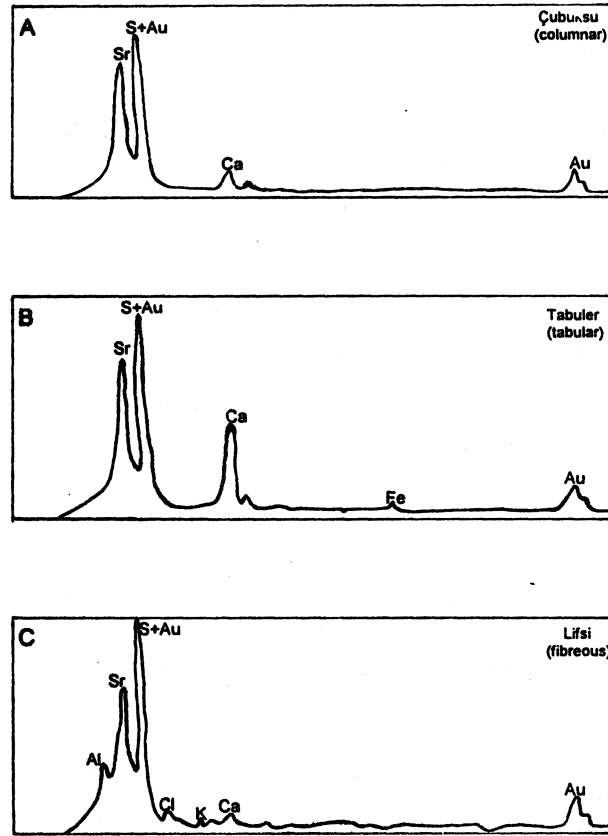 A
S+Au
Sr
Ca
Au
Çubuksu
(columnar)
B
S+Au
Sr
Ca
Fe
Au
Tabuler
(tabular)
C
S+Au
Sr
Al
Cl
K
Ca
Au
Lifsi
(fibreous)